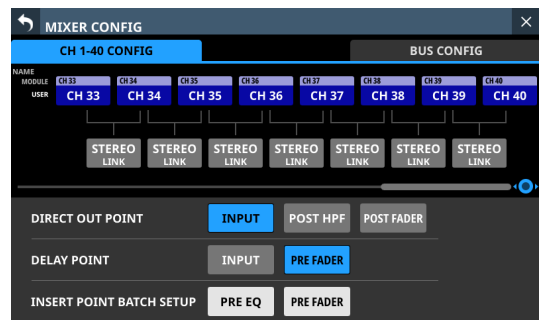 MIXER CONFIG
CH 1-40 CONFIG BUS CONFIG
NAME
MODULE CH 33 CH 34 CH 35 CH 36 CH 37 CH 38 CH 39 CH 40
USER CH 33 CH 34 CH 35 CH 36 CH 37 CH 38 CH 39 CH 40
STEREO STEREO STEREO STEREO STEREO STEREO STEREO
LINK LINK LINK LINK LINK LINK LINK
DIRECT OUT POINT INPUT POST HPF POST FADER
DELAY POINT INPUT PRE FADER
INSERT POINT BATCH SETUP PRE EQ PRE FADER